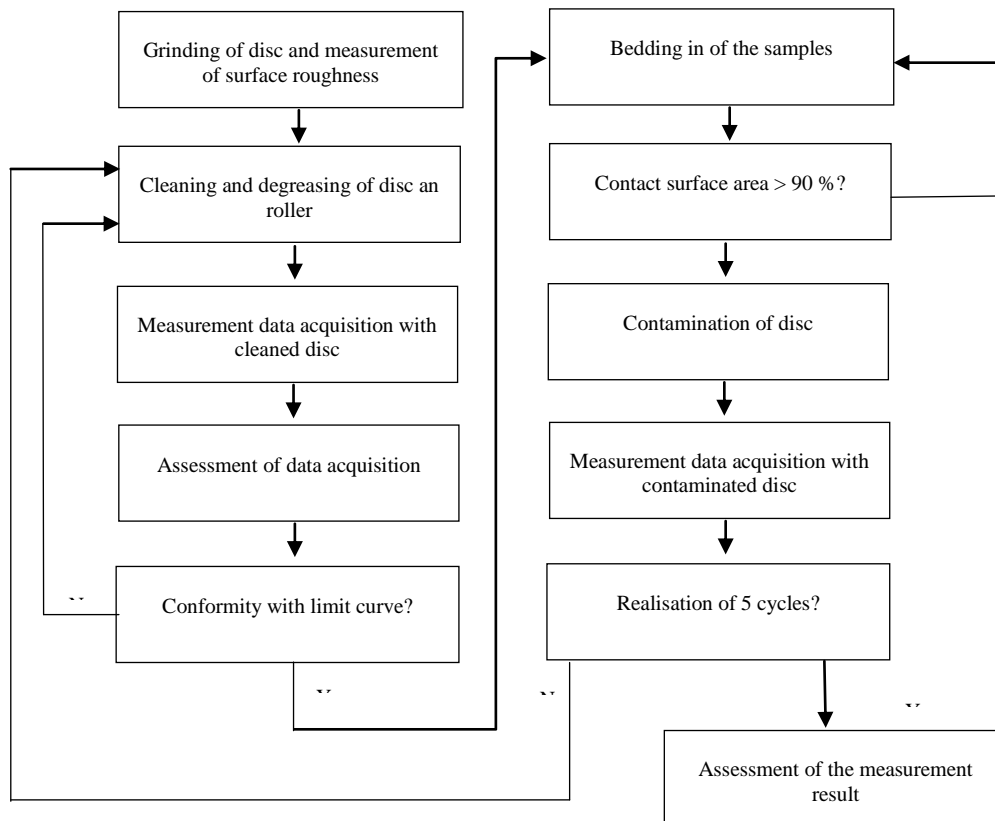 Grinding of disc and measurement
of surface roughness
Cleaning and degreasing of disc an
roller
Measurement data acquisition with
cleaned disc
Assessment of data acquisition
Conformity with limit curve?
Bedding in of the samples
Contact surface area > 90 %?
Contamination of disc
Measurement data acquisition with
contaminated disc
Realisation of 5 cycles?
Assessment of the measurement
result